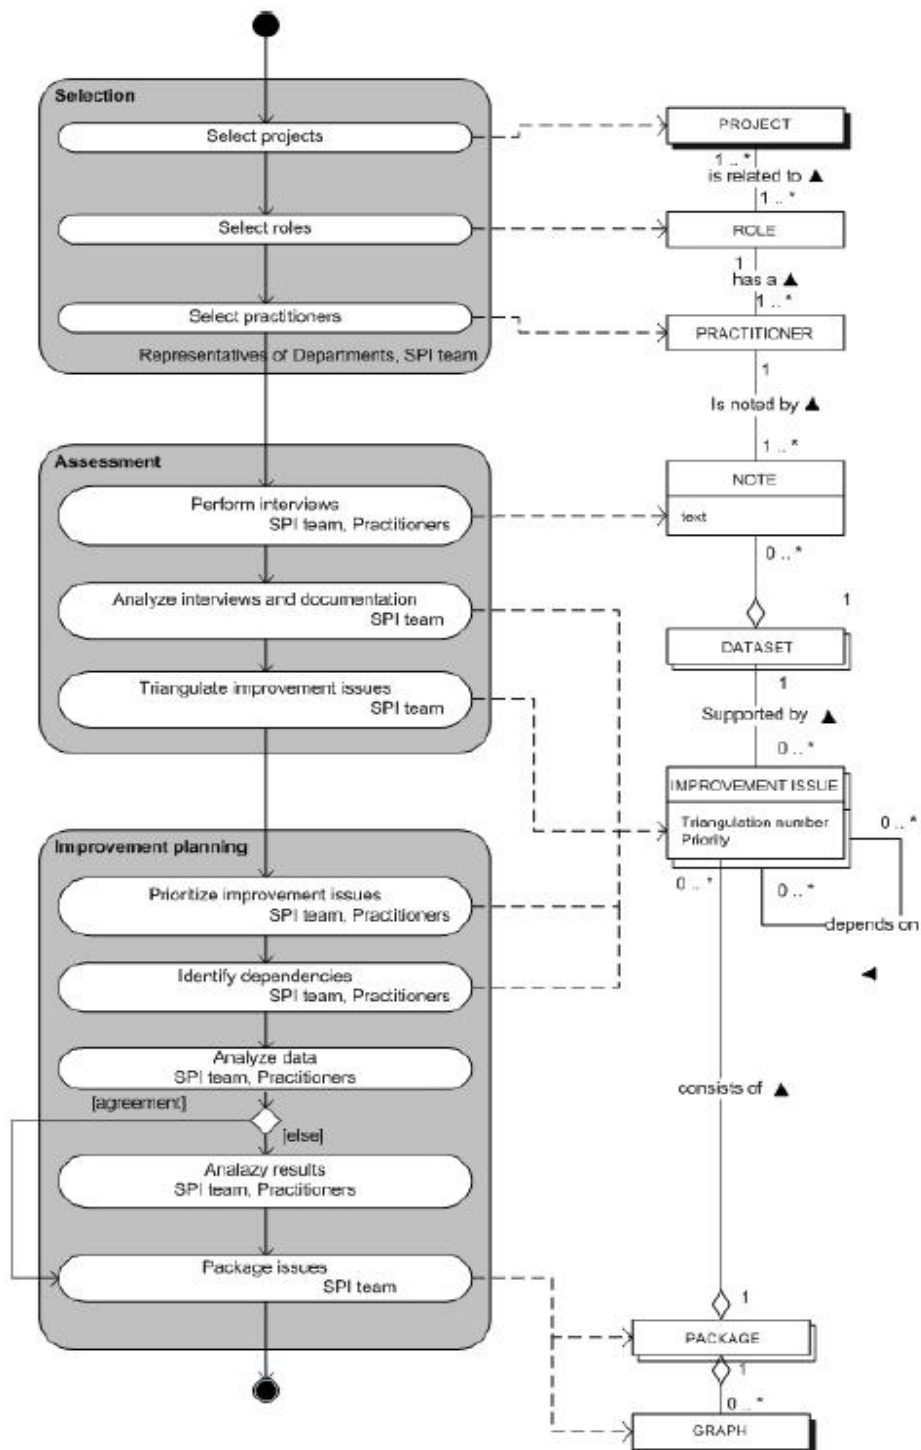 Selection
Select projects
Select roles
Select practitioners
Representatives of Departments, SPI team
Assessment
Perform interviews
SPI team, Practitioners
Analyze interviews and documentation
SPI team
Triangulate improvement issues
SPI team
Improvement planning
Prioritize improvement issues
SPI team, Practitioners
Identify dependencies
SPI team, Practitioners
Analyze data
SPI team, Practitioners
[agreement]
[else]
Analazy results
SPI team, Practitioners
Package issues
SPI team
PROJECT
1 .. *
is related to ▲
1 .. *
ROLE
1
has a ▲
1 .. *
PRACTITIONER
1
Is noted by ▲
1 .. *
NOTE
text
0 .. *
1
DATASET
1
Supported by ▲
0 .. *
IMPROVEMENT ISSUE
Triangulation number
Priority
0 .. *
0 .. *
0 .. *
depends on
◄
consists of ▲
1
PACKAGE
1
0 .. *
GRAPH